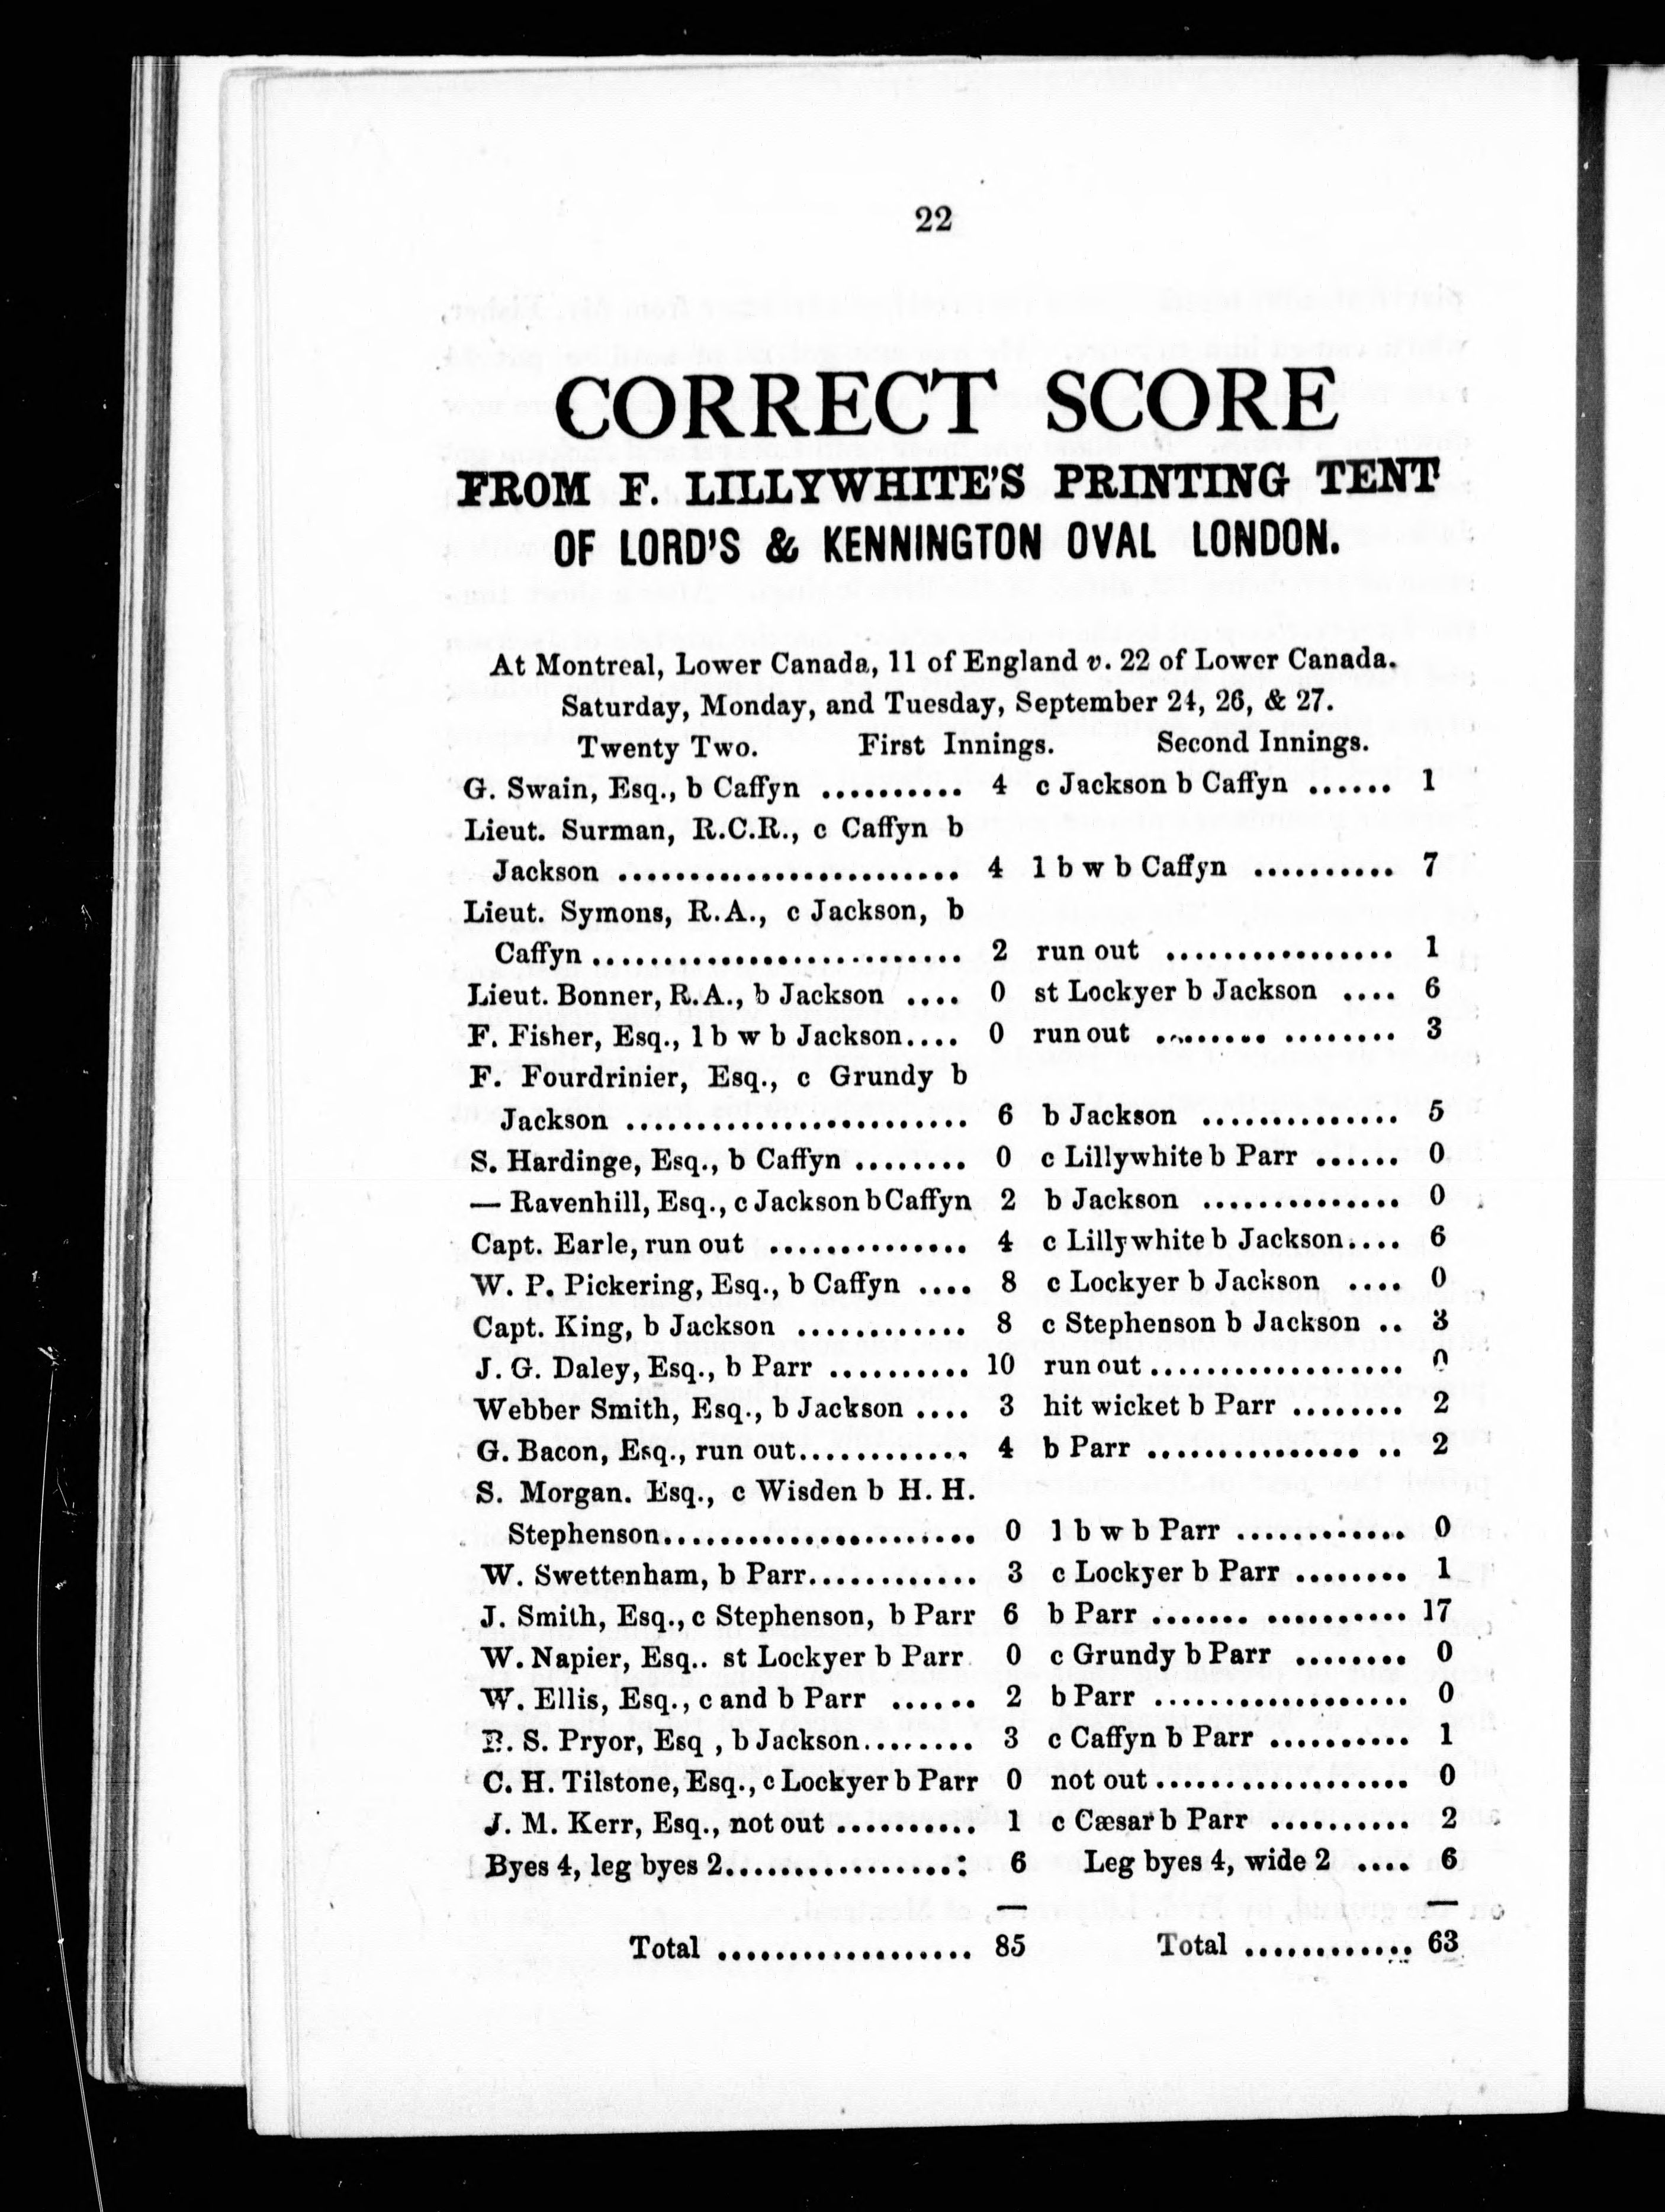 22
CORRECT SCORE
FROM F. LILLYWHITE'S PRINTING TENT
OF LORD'S & KENNINGTON OVAL LONDON.
At Montreal, Lower Canada, 11 of England v. 22 of Lower Canada.
Saturday, Monday, and Tuesday, September 24, 26, & 27.
Twenty Two. First Innings. Second Innings.
G. Swain, Esq., b Caffyn .......... 4 c Jackson b Caffyn ...... 1
Lieut. Surman, R.C.R., c Caffyn b
Jackson ........................ 4 l b w b Caffyn .......... 7
Lieut. Symons, R.A., c Jackson, b
Caffyn .......................... 2 run out ................ 1
Lieut. Bonner, R.A., b Jackson .... 0 st Lockyer b Jackson .... 6
F. Fisher, Esq., l b w b Jackson.... 0 run out ........ ........ 3
F. Fourdrinier, Esq., c Grundy b
Jackson ........................ 6 b Jackson .............. 5
S. Hardinge, Esq., b Caffyn ........ 0 c Lillywhite b Parr ...... 0
— Ravenhill, Esq., c Jackson b Caffyn 2 b Jackson .............. 0
Capt. Earle, run out .............. 4 c Lillywhite b Jackson.... 6
W. P. Pickering, Esq., b Caffyn .... 8 c Lockyer b Jackson .... 0
Capt. King, b Jackson ............ 8 c Stephenson b Jackson .. 3
J. G. Daley, Esq., b Parr .......... 10 run out .................. 0
Webber Smith, Esq., b Jackson .... 3 hit wicket b Parr ........ 2
G. Bacon, Esq., run out............ 4 b Parr ............... .. 2
S. Morgan. Esq., c Wisden b H. H.
Stephenson...................... 0 l b w b Parr ............ 0
W. Swettenham, b Parr............ 3 c Lockyer b Parr ........ 1
J. Smith, Esq., c Stephenson, b Parr 6 b Parr ....... .......... 17
W. Napier, Esq.. st Lockyer b Parr 0 c Grundy b Parr ........ 0
W. Ellis, Esq., c and b Parr ...... 2 b Parr .................. 0
R. S. Pryor, Esq , b Jackson........ 3 c Caffyn b Parr .......... 1
C. H. Tilstone, Esq., c Lockyer b Parr 0 not out .................. 0
J. M. Kerr, Esq., not out .......... 1 c Cæsar b Parr .......... 2
Byes 4, leg byes 2................: 6 Leg byes 4, wide 2 .... 6
Total .................. 85 Total ............ 63